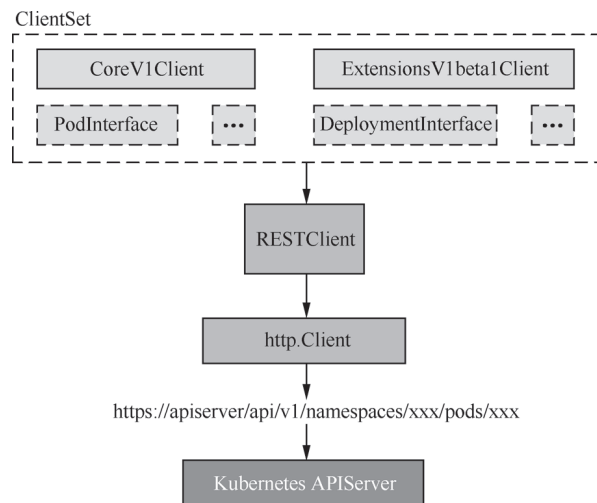 ClientSet
CoreV1Client ExtensionsV1beta1Client
PodInterface ... DeploymentInterface ...
RESTClient
http.Client
https://apiserver/api/v1/namespaces/xxx/pods/xxx
Kubernetes APIServer